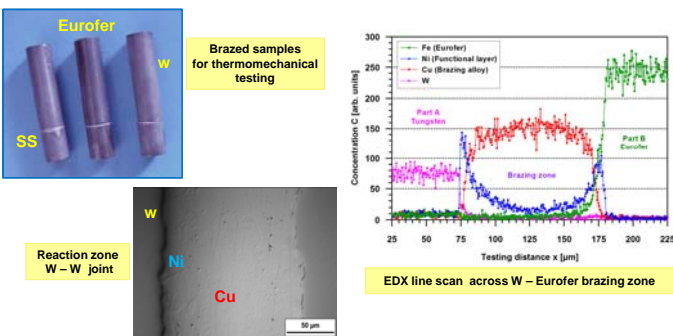 Eurofer
W
SS
Brazed samples
for thermomechanical
testing
W
Ni
Cu
50 µm
Reaction zone
W – W joint
Concentration C [arb. units]
300
250
200
150
100
50
0
Fe (Eurofer)
Ni (Functional layer)
Cu (Brazing alloy)
W
Part A
Tungsten
Brazing zone
Part B
Eurofer
25 50 75 100 125 150 175 200 225
Testing distance x [µm]
EDX line scan across W – Eurofer brazing zone